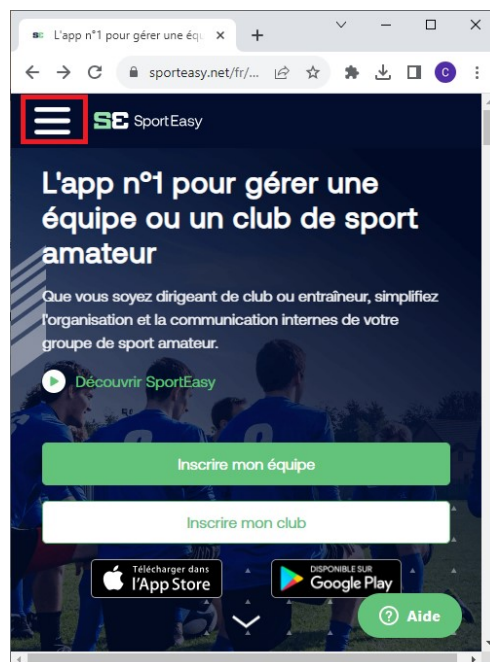 L'app n°1 pour gérer une équ
sporteasy.net/fr/...
C
SE SportEasy
L'app n°1 pour gérer une
équipe ou un club de sport
amateur
Que vous soyez dirigeant de club ou entraîneur, simplifiez
l'organisation et la communication internes de votre
groupe de sport amateur.
Découvrir SportEasy
Inscrire mon équipe
Inscrire mon club
Télécharger dans
l'App Store
DISPONIBLE SUR
Google Play
Aide